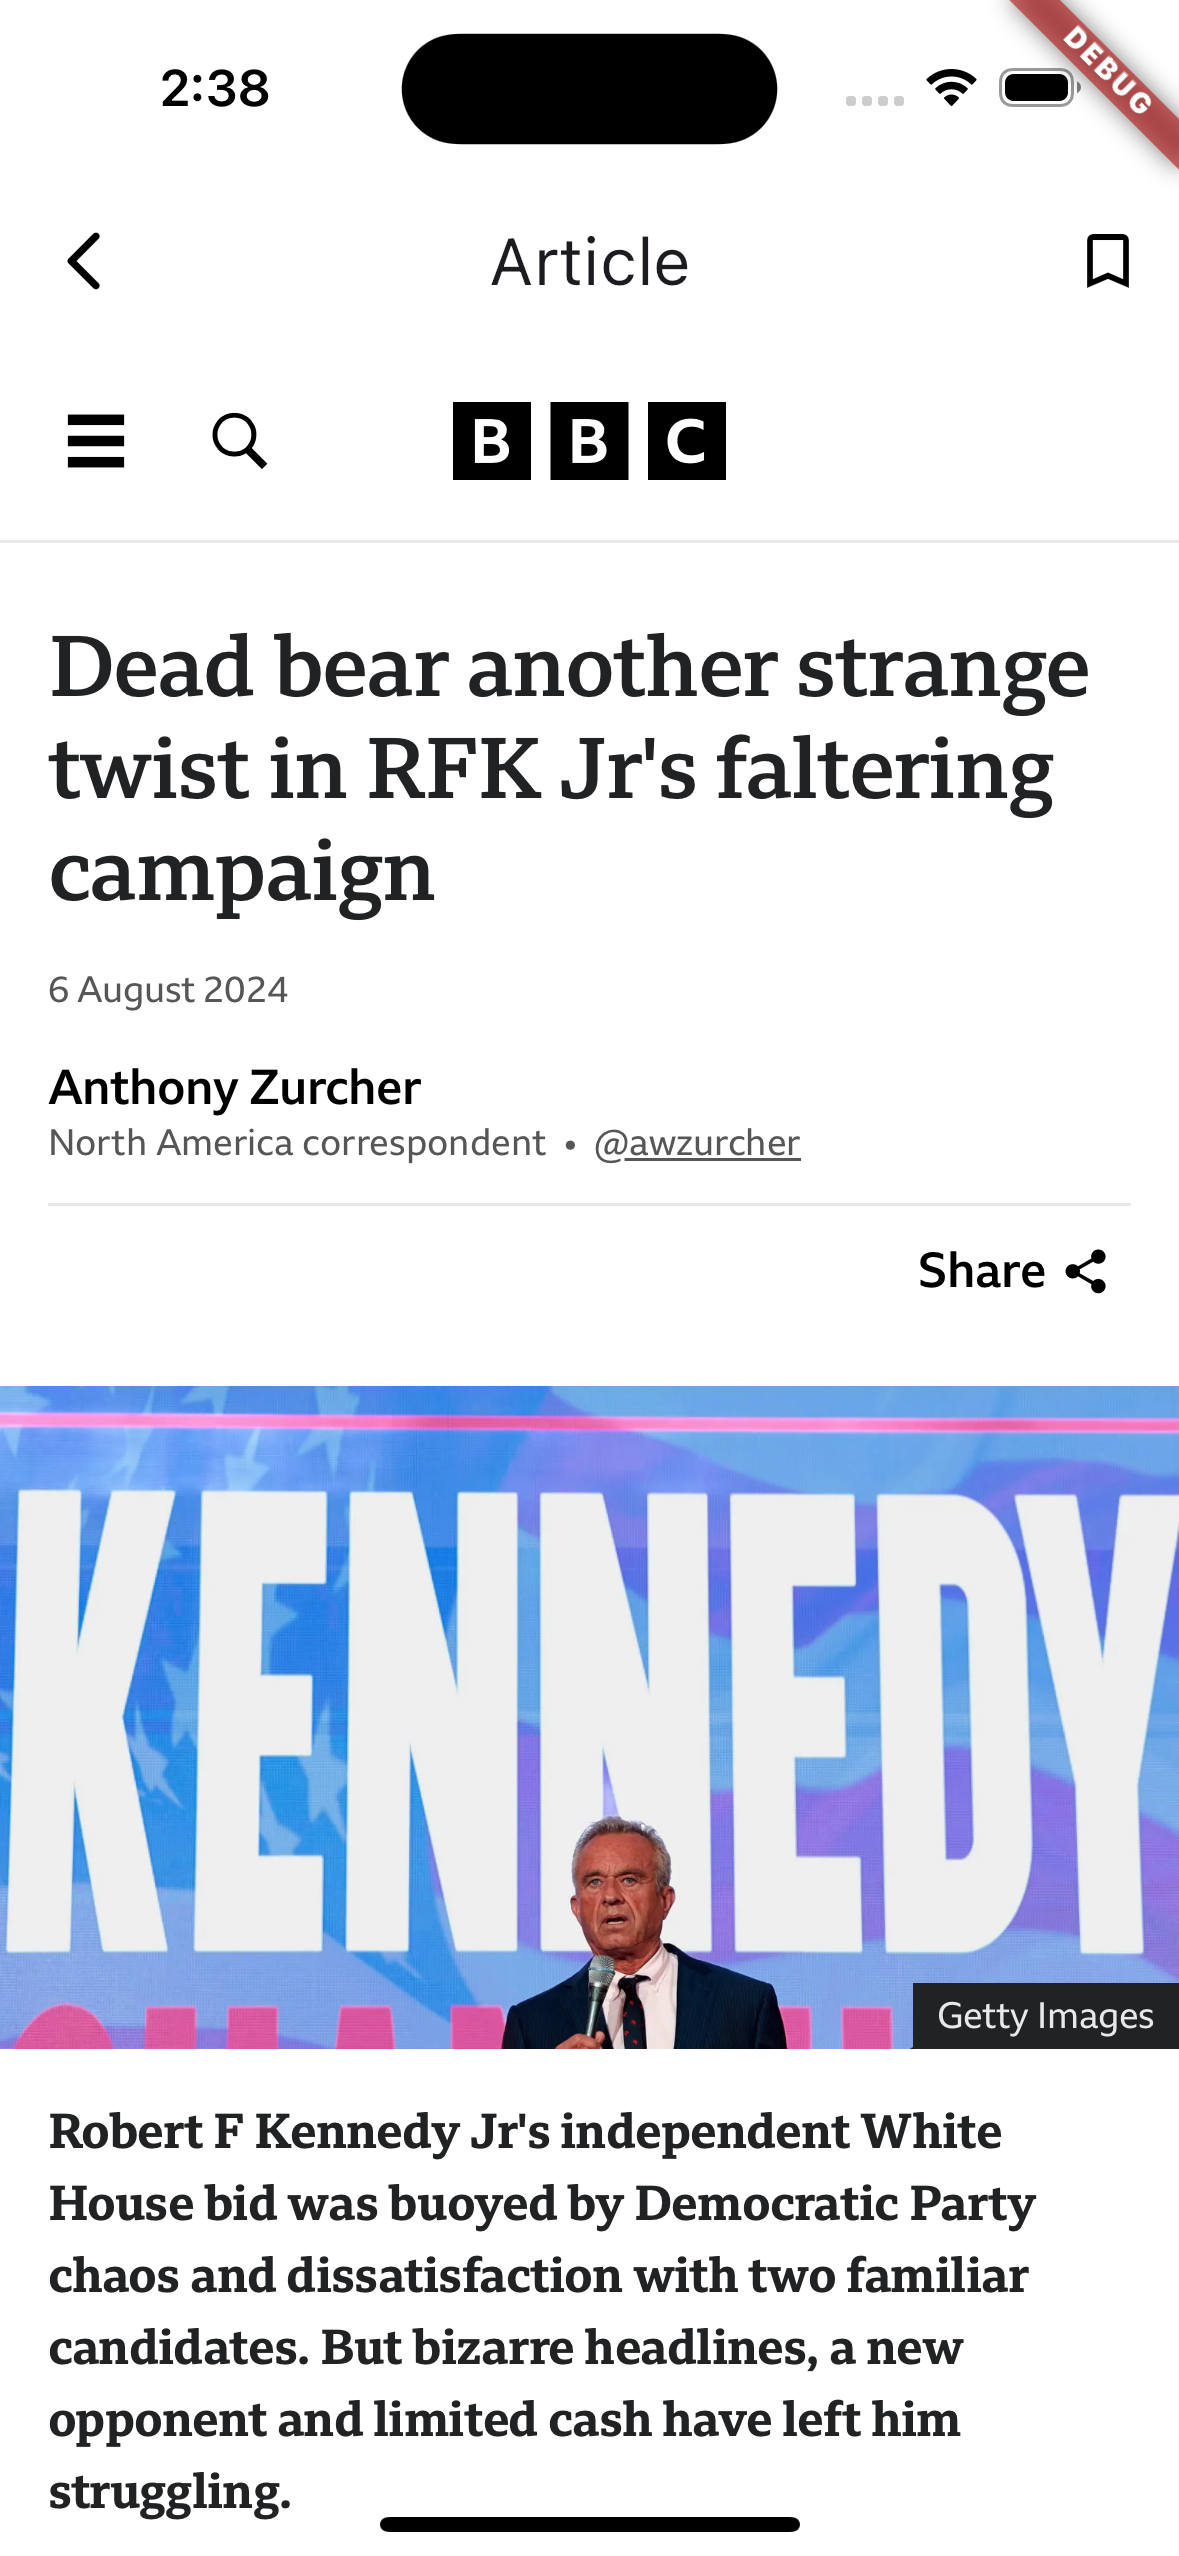 2:38
DEBUG
Article
BBC
Dead bear another strange
twist in RFK Jr's faltering
campaign
6 August 2024
Anthony Zurcher
North America correspondent • @awzurcher
Share
KENNEDY
Getty Images
Robert F Kennedy Jr's independent White
House bid was buoyed by Democratic Party
chaos and dissatisfaction with two familiar
candidates. But bizarre headlines, a new
opponent and limited cash have left him
struggling.